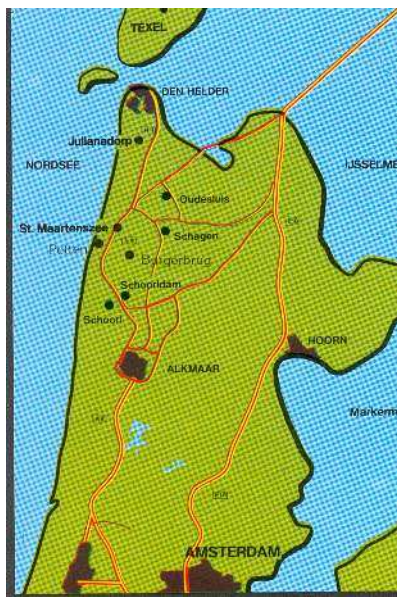 TEXEL
DEN HELDER
Julianadorp
NORDSEE
IJSSELME
Oudesluis
St. Maartenszee
Schagen
Petten
Burgerbrug
Schoorldam
Schoorl
HOORN
ALKMAAR
Markerm
AMSTERDAM